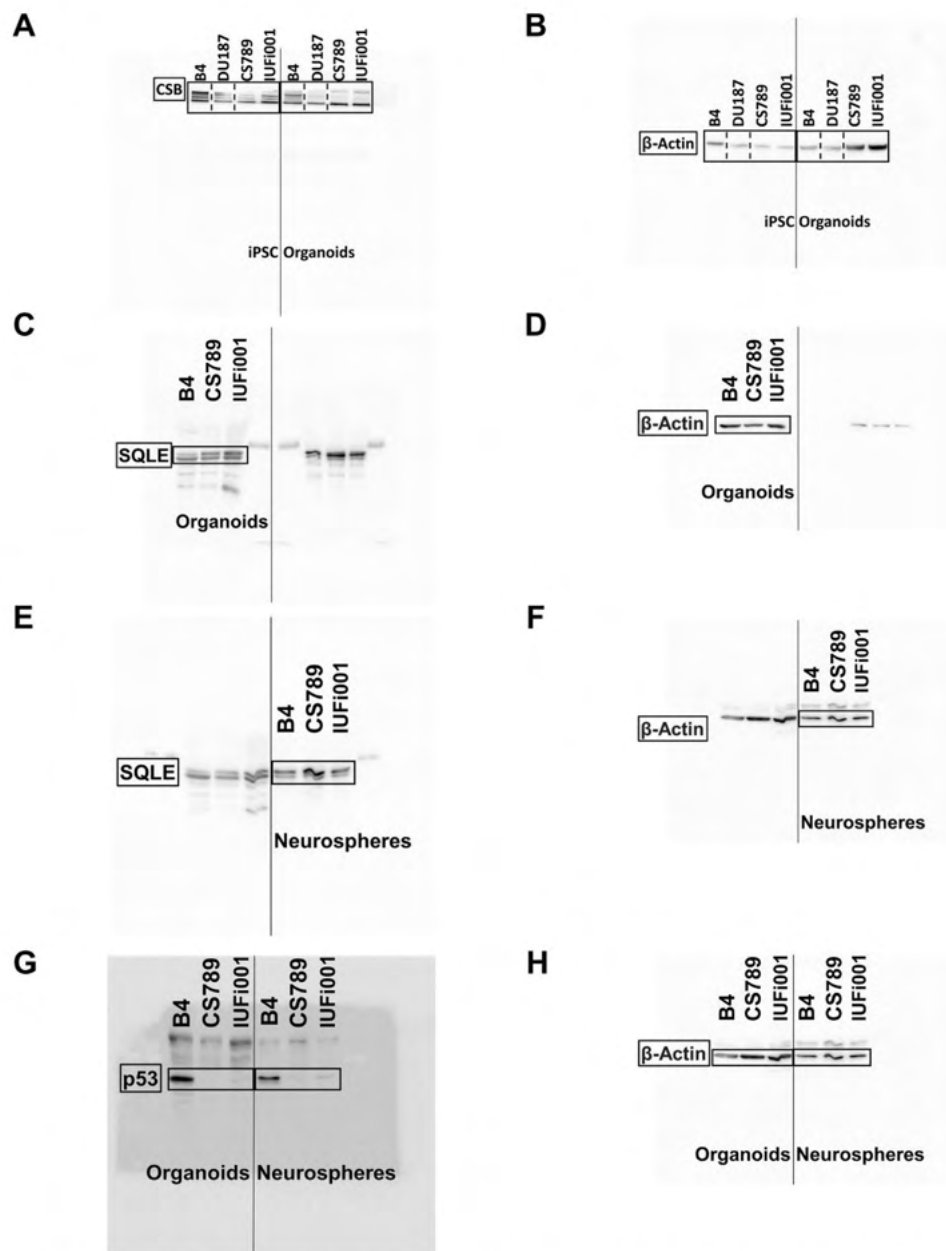 A
B4
DU187
CS789
IUFi001
B4
DU187
CS789
IUFi001
CSB
iPSC Organoids
B
B4
DU187
CS789
IUFi001
B4
DU187
CS789
IUFi001
β-Actin
iPSC Organoids
C
B4
CS789
IUFi001
SQLE
Organoids
D
B4
CS789
IUFi001
β-Actin
Organoids
E
B4
CS789
IUFi001
SQLE
Neurospheres
F
B4
CS789
IUFi001
β-Actin
Neurospheres
G
B4
CS789
IUFi001
B4
CS789
IUFi001
p53
Organoids Neurospheres
H
B4
CS789
IUFi001
B4
CS789
IUFi001
β-Actin
Organoids Neurospheres